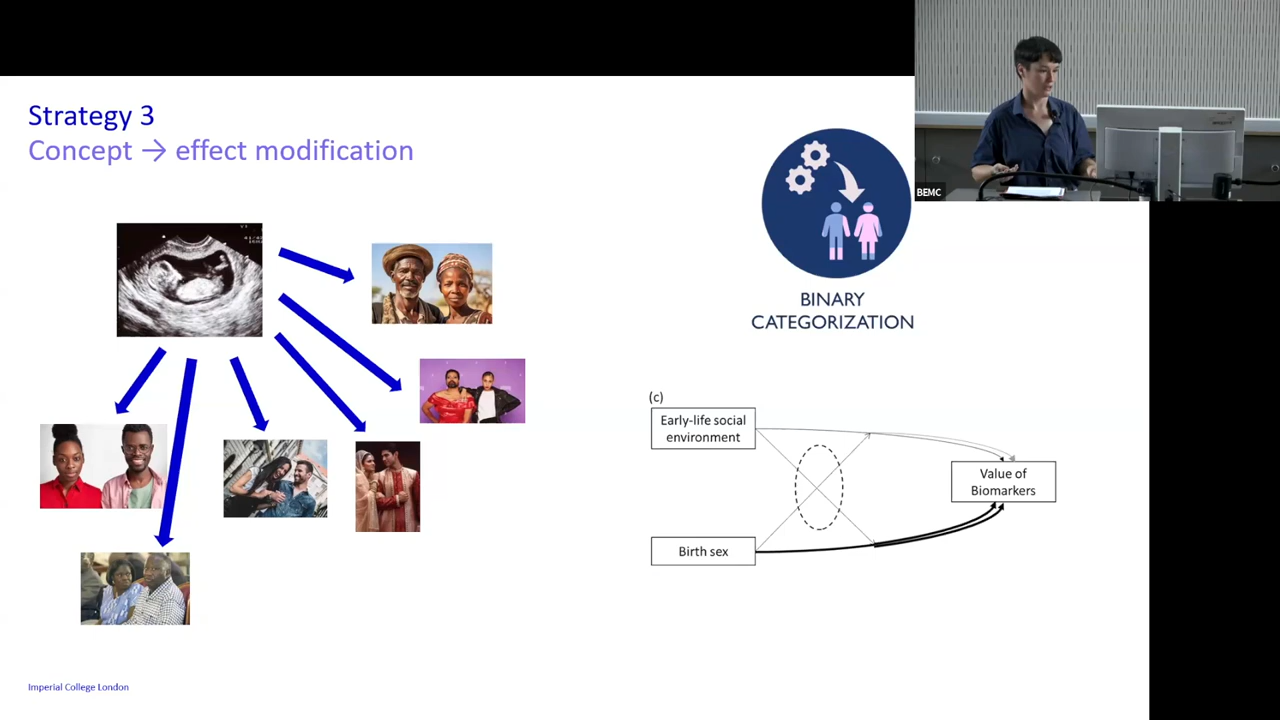 Strategy 3
Concept → effect modification
BINARY
CATEGORIZATION
(c)
Early-life social
environment
Value of
Biomarkers
Birth sex
Imperial College London
BEMC